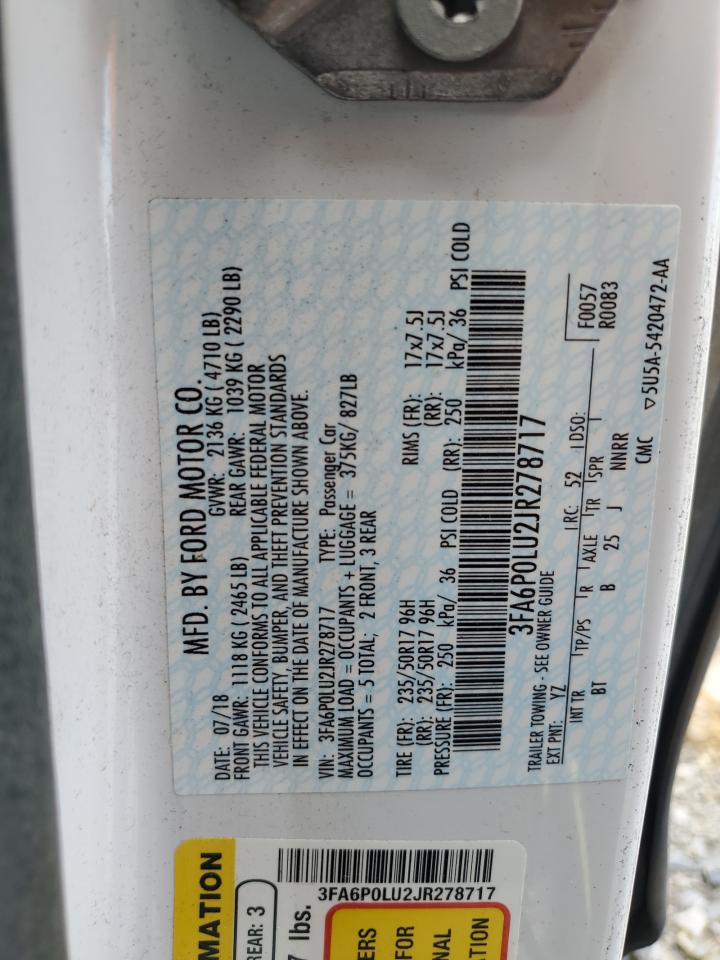 MFD. BY FORD MOTOR CO.
DATE: 07/18 GVWR: 2136 KG ( 4710 LB)
FRONT GAWR: 1118 KG ( 2465 LB) REAR GAWR: 1039 KG ( 2290 LB)
THIS VEHICLE CONFORMS TO ALL APPLICABLE FEDERAL MOTOR
VEHICLE SAFETY, BUMPER, AND THEFT PREVENTION STANDARDS
IN EFFECT ON THE DATE OF MANUFACTURE SHOWN ABOVE.
VIN: 3FA6P0LU2JR278717 TYPE: Passenger Car
MAXIMUM LOAD = OCCUPANTS + LUGGAGE = 375KG/ 827LB
OCCUPANTS = 5 TOTAL; 2 FRONT, 3 REAR
TIRE (FR): 235/50R17 96H RIMS (FR): 17x7.5J
(RR): 235/50R17 96H (RR): 17x7.5J
PRESSURE (FR): 250 kPa/ 36 PSI COLD (RR): 250 kPa/ 36 PSI COLD
3FA6P0LU2JR278717
TRAILER TOWING - SEE OWNER GUIDE
EXT PNT: YZ RC: 52 DSO: F0057
R0083
INT TR TP/PS R AXLE TR SPR
BT B 25 J NNRR
CMC ▽ 5U5A-5420472-AA
3FA6P0LU2JR278717
RMATION
REAR: 3
7 lbs.
ERS
FOR
NAL
ATION